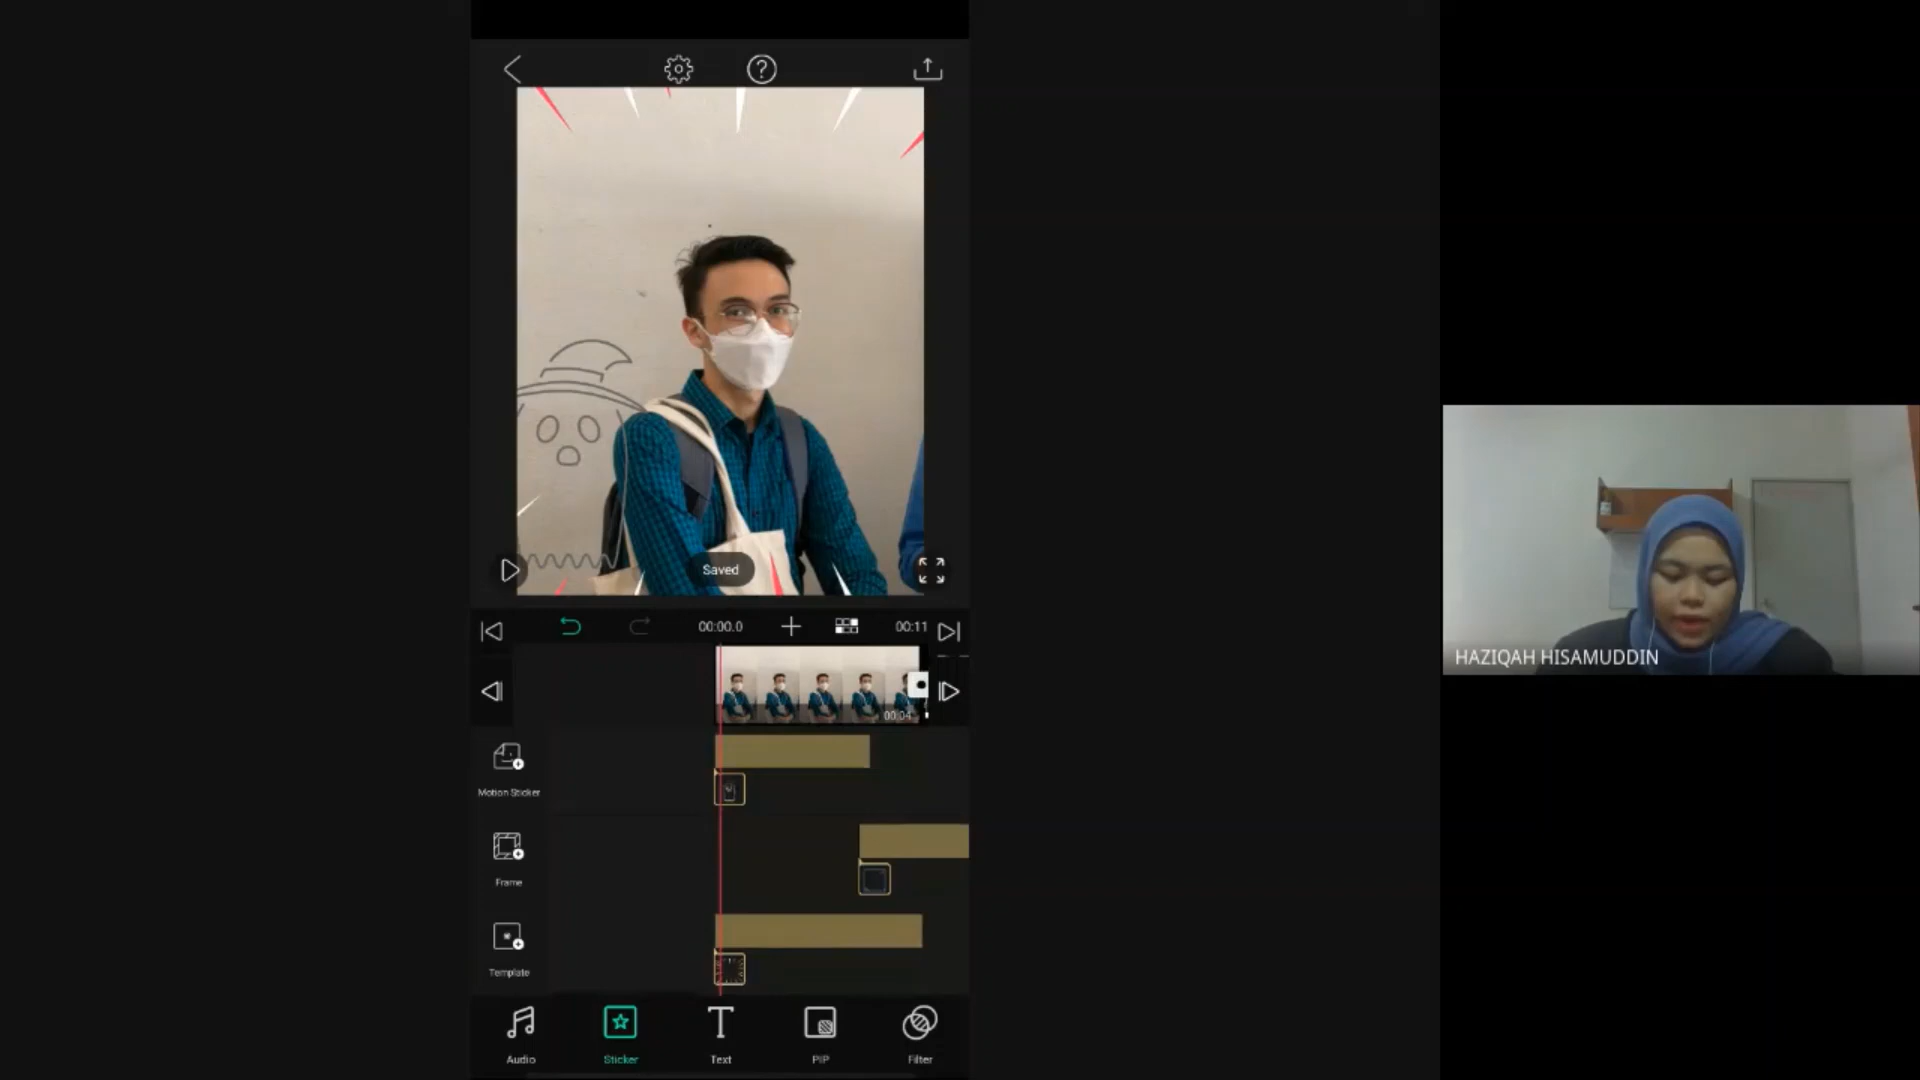 Saved
00:00.0
00:11
00:04
Motion Sticker
Frame
Template
Audio
Sticker
Text
PIP
Filter
HAZIQAH HISAMUDDIN